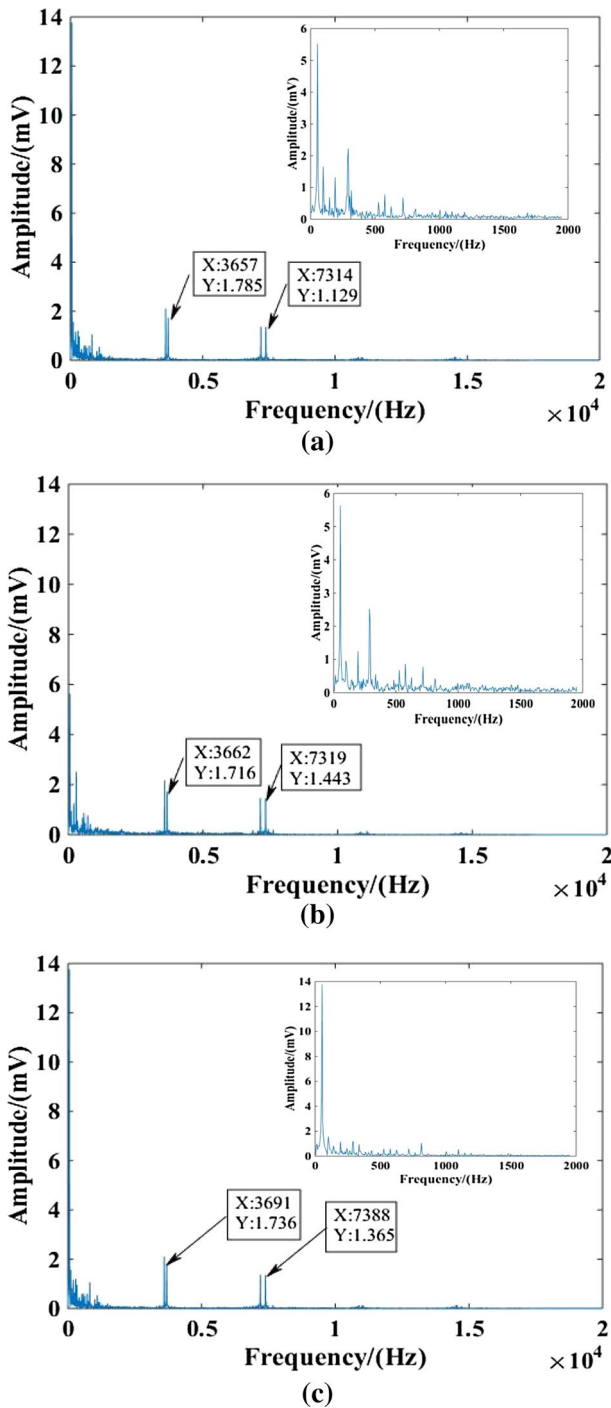 14
12
10
8
6
4
2
0
Amplitude/(mV)
0 0.5 1 1.5 2
Frequency/(Hz)
×10⁴
X:3657
Y:1.785
X:7314
Y:1.129
6
5
4
3
2
1
0
Amplitude/(mV)
0 500 1000 1500 2000
Frequency/(Hz)
(a)
14
12
10
8
6
4
2
0
Amplitude/(mV)
0 0.5 1 1.5 2
Frequency/(Hz)
×10⁴
X:3662
Y:1.716
X:7319
Y:1.443
6
5
4
3
2
1
0
Amplitude/(mV)
0 500 1000 1500 2000
Frequency/(Hz)
(b)
14
12
10
8
6
4
2
0
Amplitude/(mV)
0 0.5 1 1.5 2
Frequency/(Hz)
×10⁴
X:3691
Y:1.736
X:7388
Y:1.365
14
12
10
8
6
4
2
0
Amplitude/(mV)
0 500 1000 1500 2000
Frequency/(Hz)
(c)